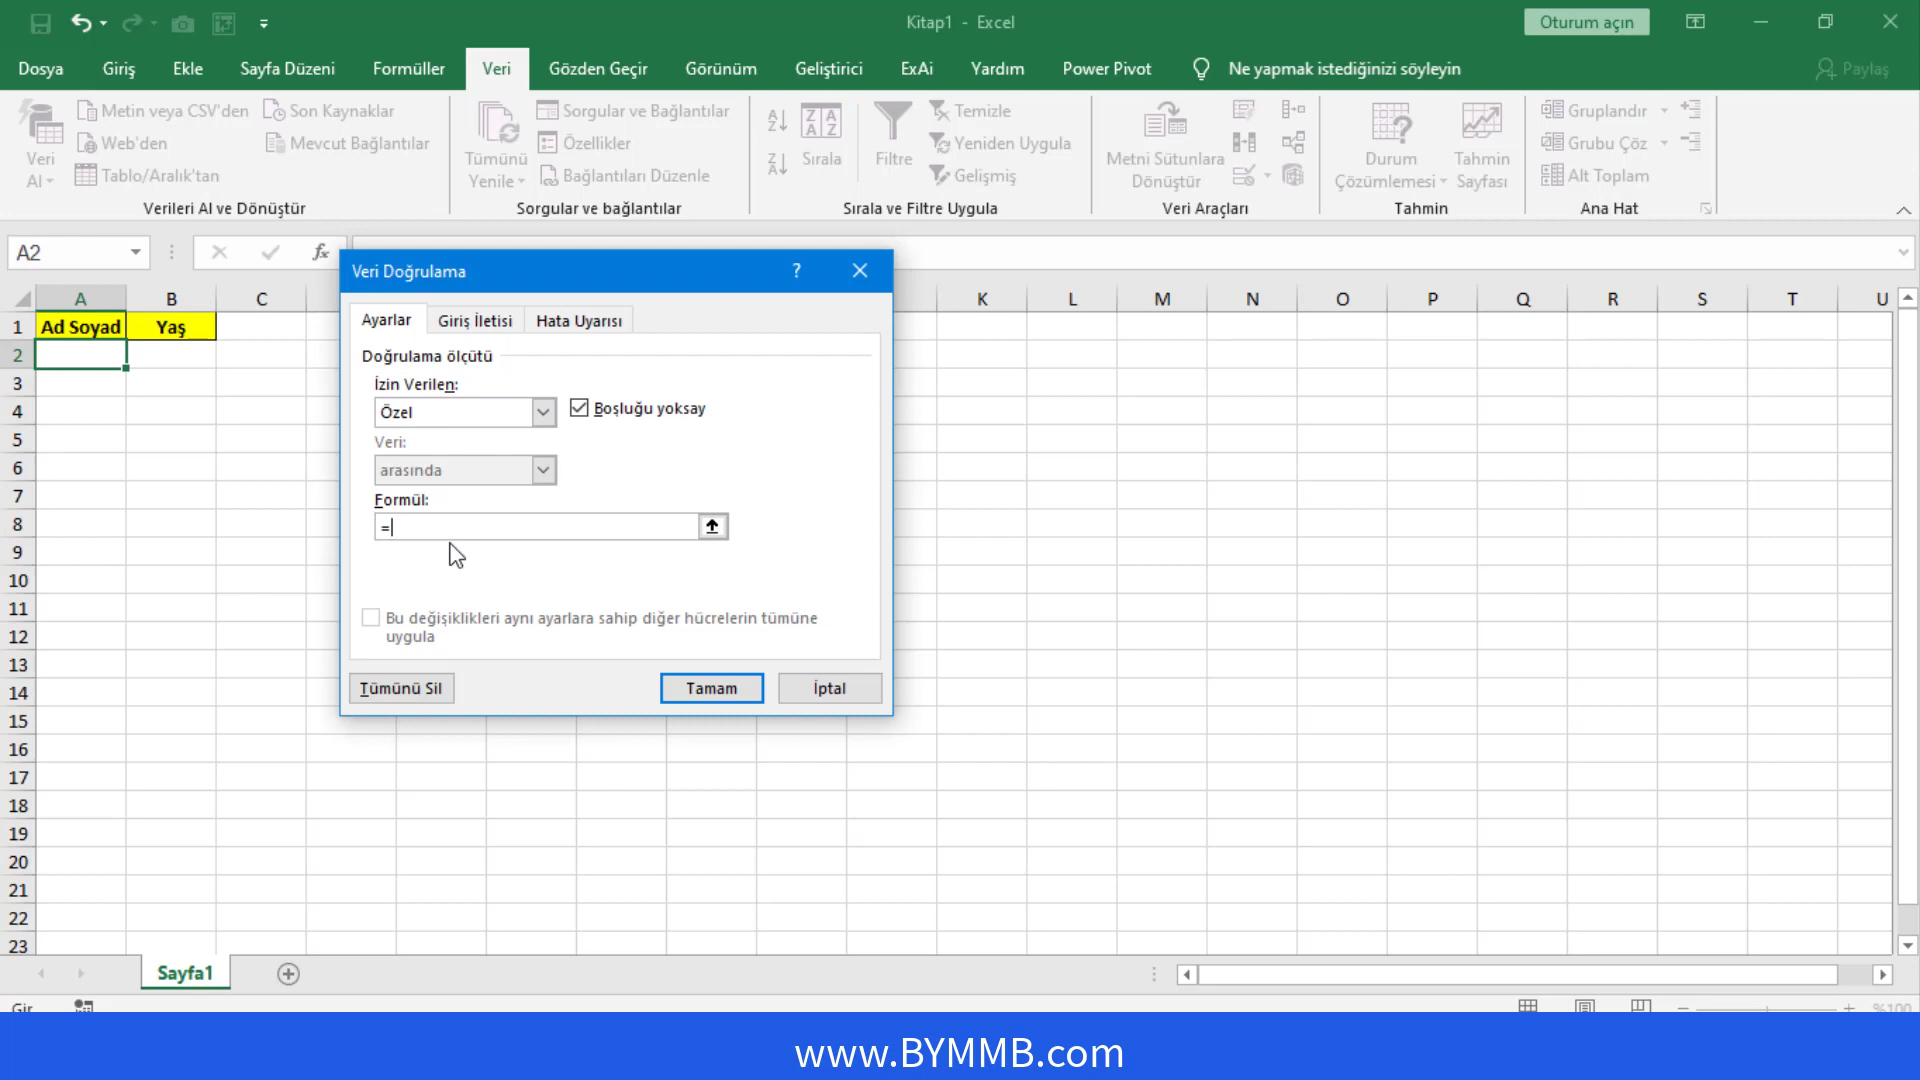 Kitap1 - Excel
Oturum açın
Dosya Giriş Ekle Sayfa Düzeni Formüller Veri Gözden Geçir Görünüm Geliştirici ExAi Yardım Power Pivot Ne yapmak istediğinizi söyleyin Paylaş
Veri Al
Metin veya CSV'den
Web'den
Tablo/Aralık'tan
Son Kaynaklar
Mevcut Bağlantılar
Verileri Al ve Dönüştür
Tümünü
Yenile
Sorgular ve Bağlantılar
Özellikler
Bağlantıları Düzenle
Sorgular ve bağlantılar
Sırala
Filtre
Temizle
Yeniden Uygula
Gelişmiş
Sırala ve Filtre Uygula
Metni Sütunlara
Dönüştür
Veri Araçları
Durum
Çözümlemesi
Tahmin
Sayfası
Tahmin
Gruplandır
Grubu Çöz
Alt Toplam
Ana Hat
A2
fx
A B C K L M N O P Q R S T U
1 Ad Soyad Yaş
2
3
4
5
6
7
8
9
10
11
12
13
14
15
16
17
18
19
20
21
22
23
Veri Doğrulama ?
Ayarlar Giriş İletisi Hata Uyarısı
Doğrulama ölçütü
İzin Verilen:
Özel
Boşluğu yoksay
Veri:
arasında
Formül:
=
Bu değişiklikleri aynı ayarlara sahip diğer hücrelerin tümüne
uygula
Tümünü Sil Tamam İptal
Sayfa1
Gir %100
www.BYMMB.com